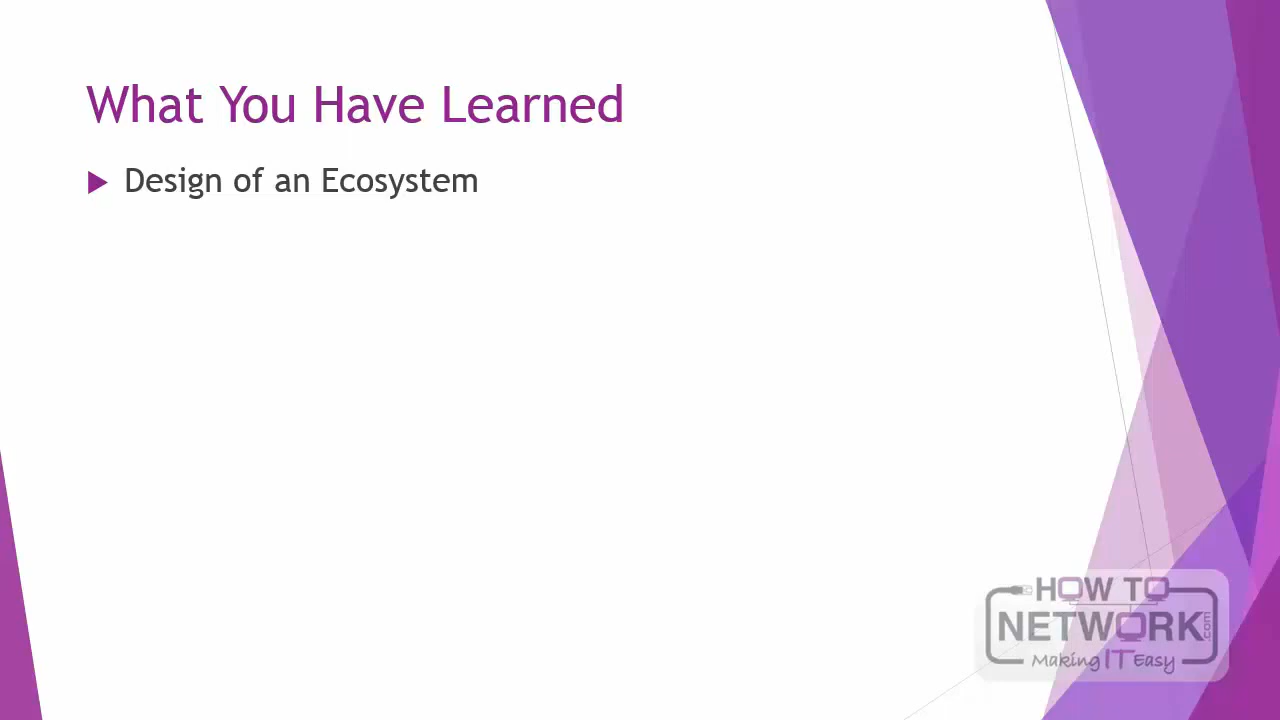 What You Have Learned
Design of an Ecosystem
HOW TO
NETWORK.com
Making IT Easy